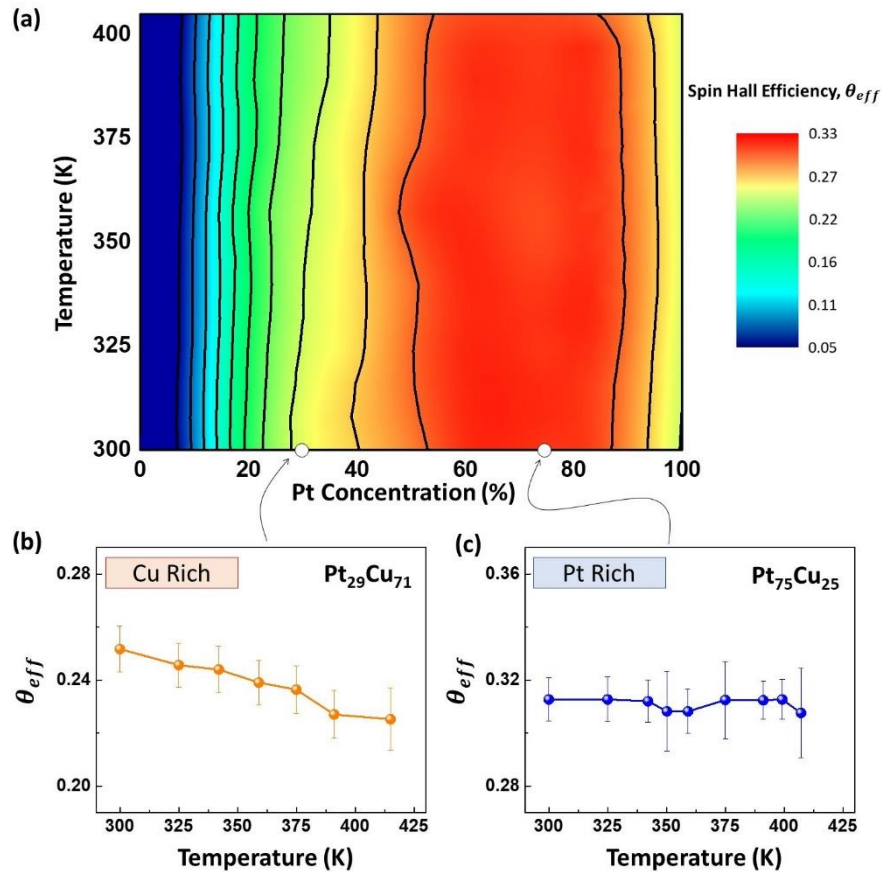 (a)
400
375
350
325
300
Temperature (K)
0
20
40
60
80
100
Pt Concentration (%)
Spin Hall Efficiency, θ_eff
0.33
0.27
0.22
0.16
0.11
0.05
(b)
Cu Rich
Pt₂₉Cu₇₁
0.28
0.24
0.20
θ_eff
300
325
350
375
400
425
Temperature (K)
(c)
Pt Rich
Pt₇₅Cu₂₅
0.36
0.32
0.28
θ_eff
300
325
350
375
400
425
Temperature (K)